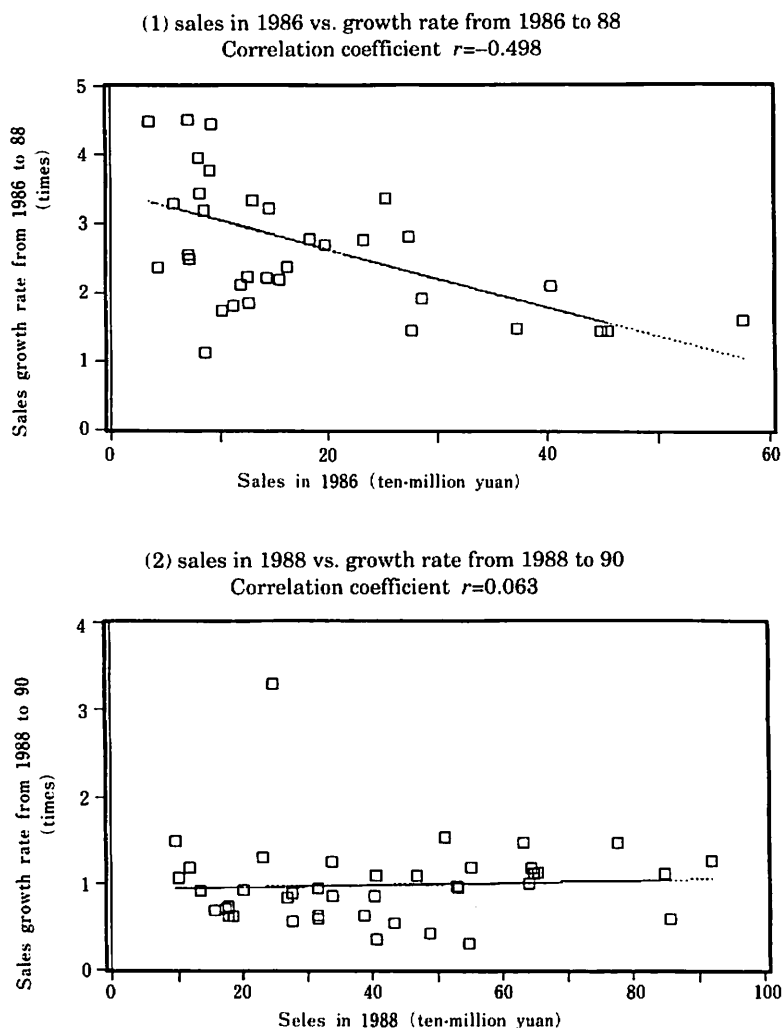 (1) sales in 1986 vs. growth rate from 1986 to 88
Correlation coefficient r=−0.498
Sales growth rate from 1986 to 88
(times)
5
4
3
2
1
0
0
20
40
60
Sales in 1986 (ten-million yuan)
(2) sales in 1988 vs. growth rate from 1988 to 90
Correlation coefficient r=0.063
Sales growth rate from 1988 to 90
(times)
4
3
2
1
0
0
20
40
60
80
100
Seles in 1988 (ten-million yuan)